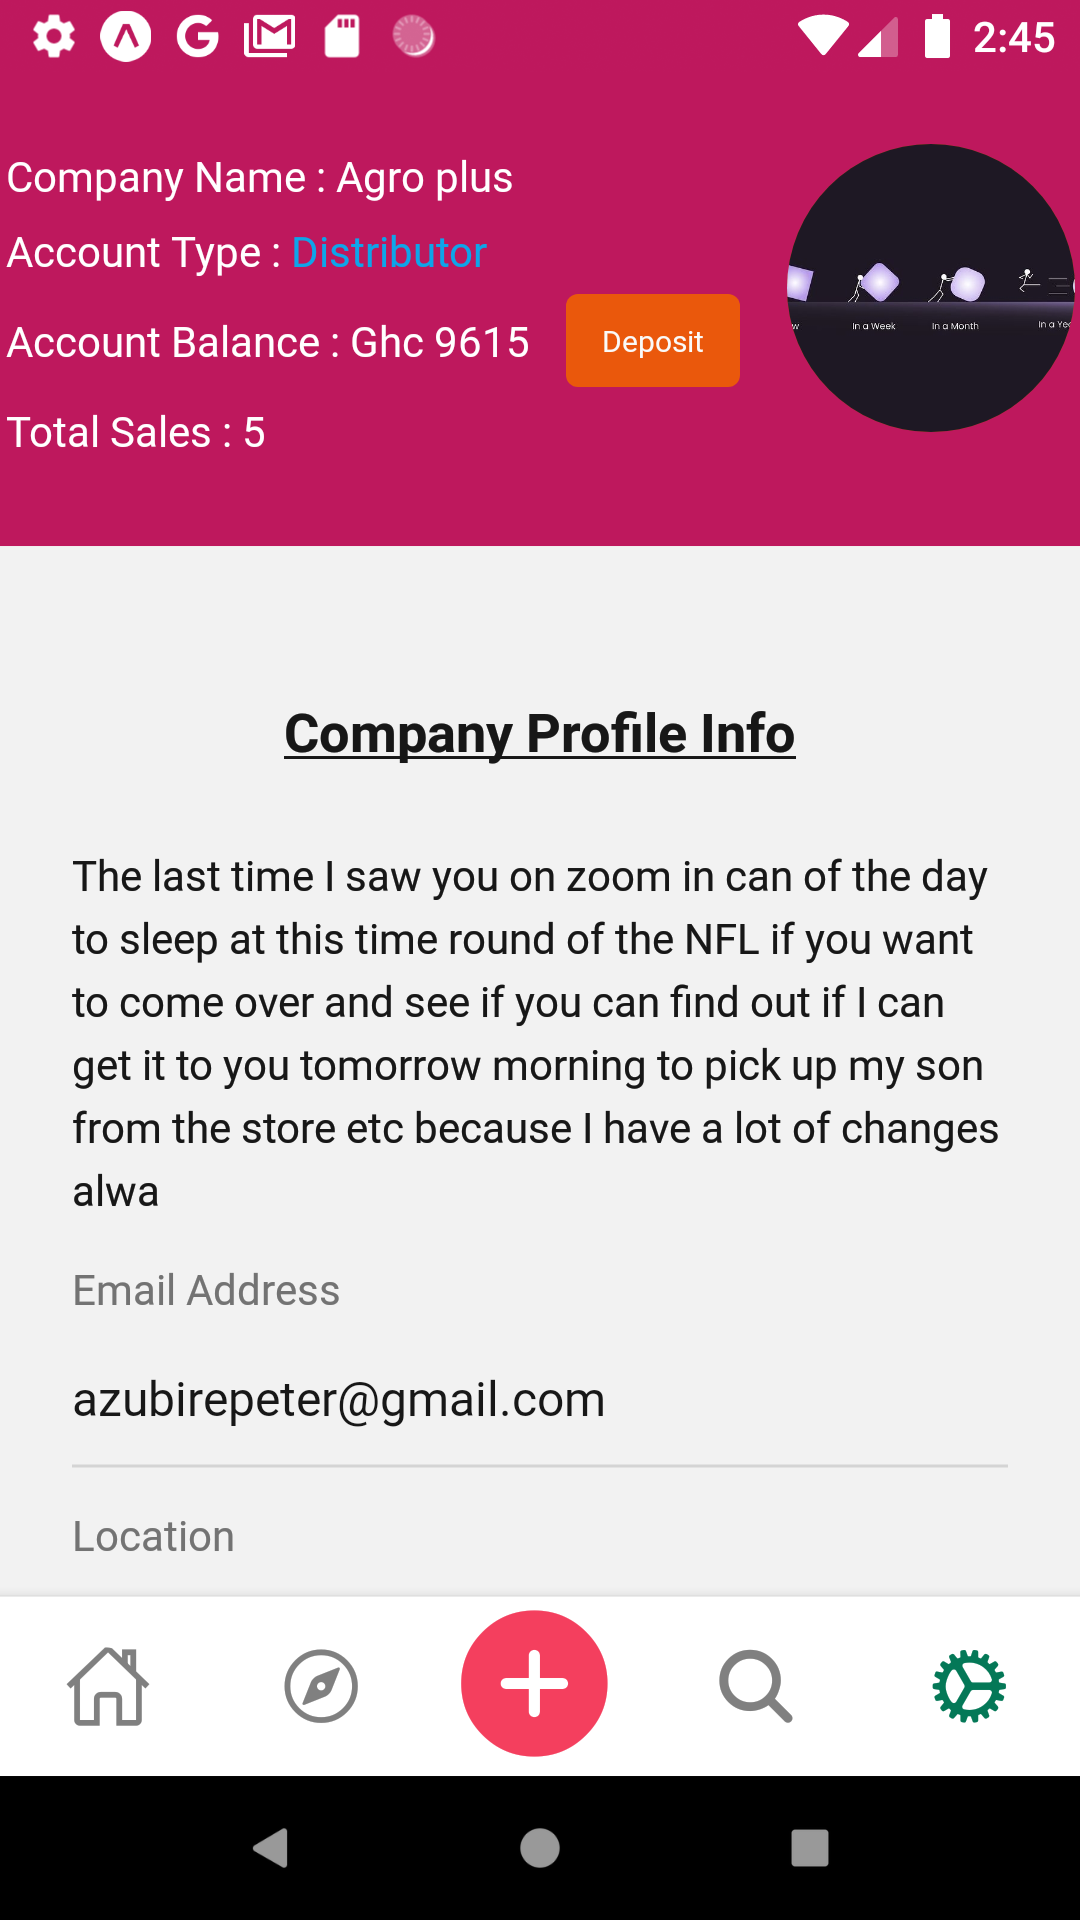 2:45
Company Name : Agro plus
Account Type : Distributor
Account Balance : Ghc 9615
Deposit
Total Sales : 5
In a Week
In a Month
Company Profile Info
The last time I saw you on zoom in can of the day
to sleep at this time round of the NFL if you want
to come over and see if you can find out if I can
get it to you tomorrow morning to pick up my son
from the store etc because I have a lot of changes
alwa
Email Address
azubirepeter@gmail.com
Location